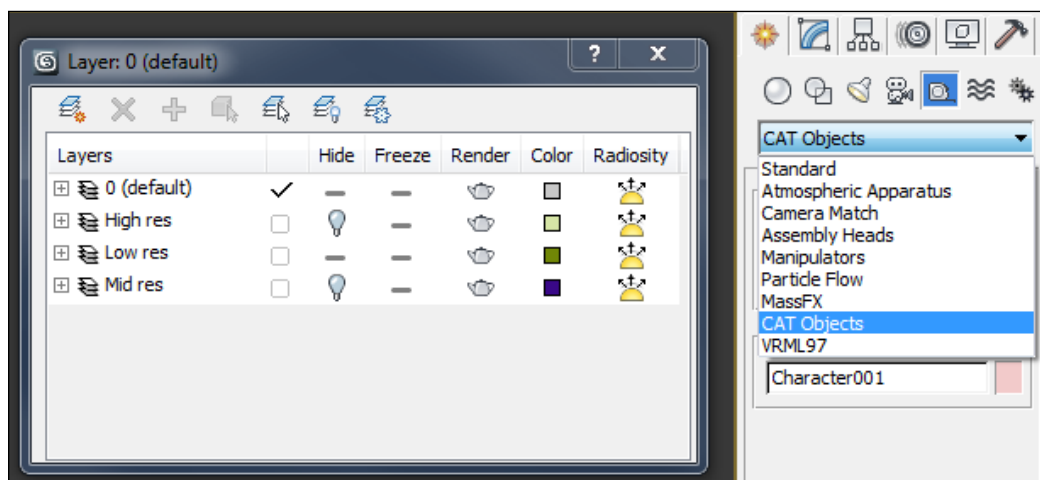 Layer: 0 (default)
? X
Layers Hide Freeze Render Color Radiosity
0 (default)
High res
Low res
Mid res
CAT Objects
Standard
Atmospheric Apparatus
Camera Match
Assembly Heads
Manipulators
Particle Flow
MassFX
CAT Objects
VRML97
Character001